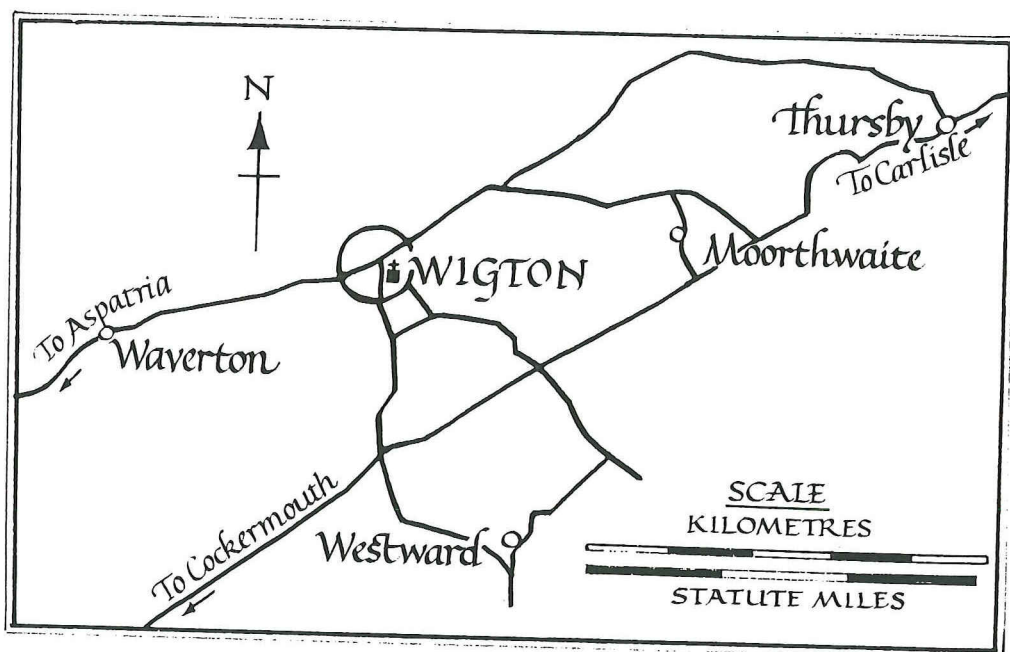 N
Thursby
To Carlisle
Moorthwaite
WIGTON
To Aspatria
Waverton
To Cockermouth
Westward
SCALE
KILOMETRES
STATUTE MILES